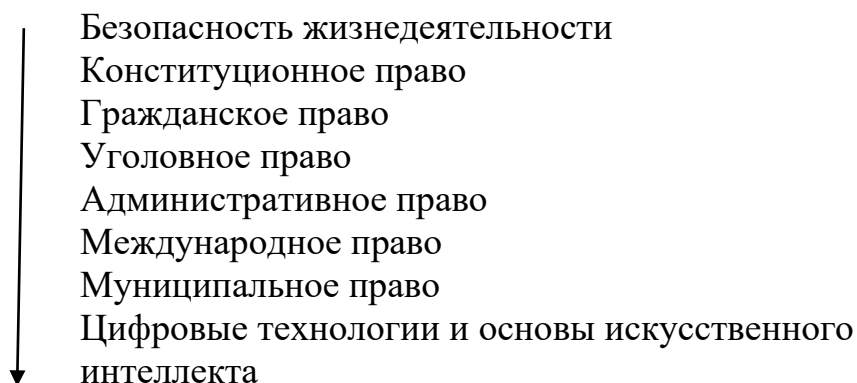 Безопасность жизнедеятельности
Конституционное право
Гражданское право
Уголовное право
Административное право
Международное право
Муниципальное право
Цифровые технологии и основы искусственного
интеллекта